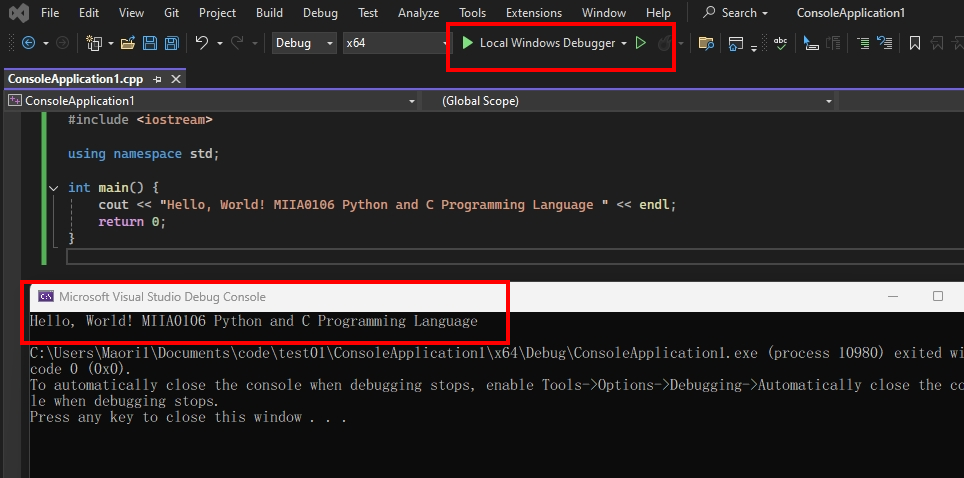 File Edit View Git Project Build Debug Test Analyze Tools Extensions Window Help Search ConsoleApplication1
Debug x64 Local Windows Debugger abc
ConsoleApplication1.cpp
ConsoleApplication1 (Global Scope)
#include <iostream>
using namespace std;
int main() {
cout << "Hello, World! MIIA0106 Python and C Programming Language " << endl;
return 0;
}
C:\ Microsoft Visual Studio Debug Console
Hello, World! MIIA0106 Python and C Programming Language
C:\Users\Maoril\Documents\code\test01\ConsoleApplication1\x64\Debug\ConsoleApplication1.exe (process 10980) exited wi
code 0 (0x0).
To automatically close the console when debugging stops, enable Tools->Options->Debugging->Automatically close the co
le when debugging stops.
Press any key to close this window . . .